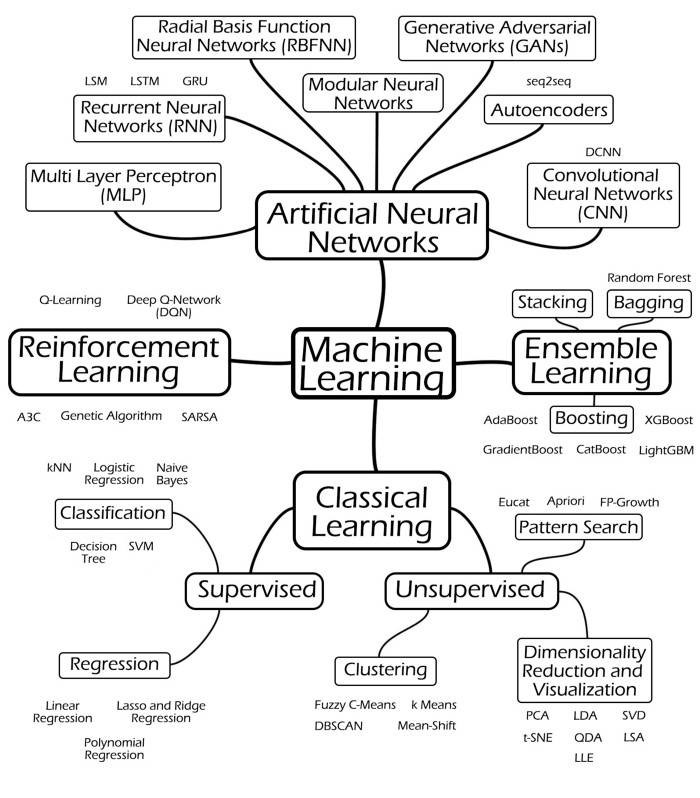 Radial Basis Function
Neural Networks (RBFNN)
Generative Adversarial
Networks (GANs)
Modular Neural
Networks
LSM LSTM GRU
Recurrent Neural
Networks (RNN)
seq2seq
Autoencoders
Multi Layer Perceptron
(MLP)
DCNN
Convolutional
Neural Networks
(CNN)
Artificial Neural
Networks
Q-Learning
Deep Q-Network
(DQN)
Reinforcement
Learning
A3C Genetic Algorithm SARSA
Machine
Learning
Random Forest
Stacking
Bagging
Ensemble
Learning
AdaBoost
Boosting
XGBoost
GradientBoost CatBoost LightGBM
Classical
Learning
kNN
Logistic
Regression
Naive
Bayes
Classification
Decision
Tree
SVM
Supervised
Regression
Linear
Regression
Lasso and Ridge
Regression
Polynomial
Regression
Eucat Apriori FP-Growth
Pattern Search
Unsupervised
Clustering
Fuzzy C-Means k Means
DBSCAN Mean-Shift
Dimensionality
Reduction and
Visualization
PCA LDA SVD
t-SNE QDA LSA
LLE